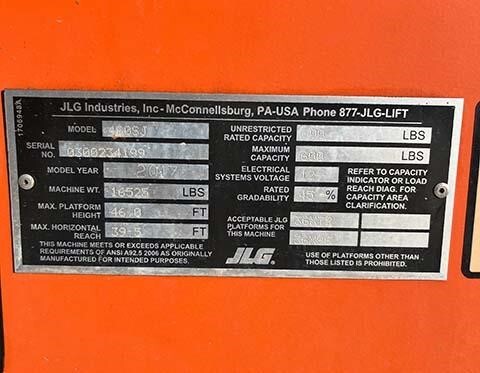 1706948A
JLG Industries, Inc-McConnellsburg, PA-USA Phone 877-JLG-LIFT
MODEL
SERIAL NO. 0300234199
MODEL YEAR 2017
MACHINE WT. 16525 LBS
MAX. PLATFORM HEIGHT 46.0 FT
MAX. HORIZONTAL REACH 39.5 FT
THIS MACHINE MEETS OR EXCEEDS APPLICABLE
REQUIREMENTS OF ANSI A92.5 2006 AS ORIGINALLY
MANUFACTURED FOR INTENDED PURPOSES.
UNRESTRICTED RATED CAPACITY LBS
MAXIMUM CAPACITY LBS
ELECTRICAL SYSTEMS VOLTAGE
RATED GRADABILITY %
REFER TO CAPACITY
INDICATOR OR LOAD
REACH DIAG. FOR
CAPACITY AREA
CLARIFICATION.
ACCEPTABLE JLG
PLATFORMS FOR
THIS MACHINE
JLG.
USE OF PLATFORMS OTHER THAN
THOSE LISTED IS PROHIBITED.